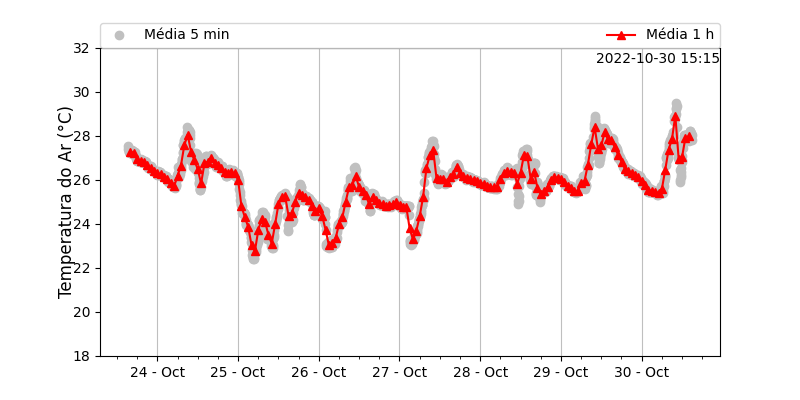 Média 5 min
Média 1 h
2022-10-30 15:15
Temperatura do Ar (°C)
32
30
28
26
24
22
20
18
24 - Oct
25 - Oct
26 - Oct
27 - Oct
28 - Oct
29 - Oct
30 - Oct